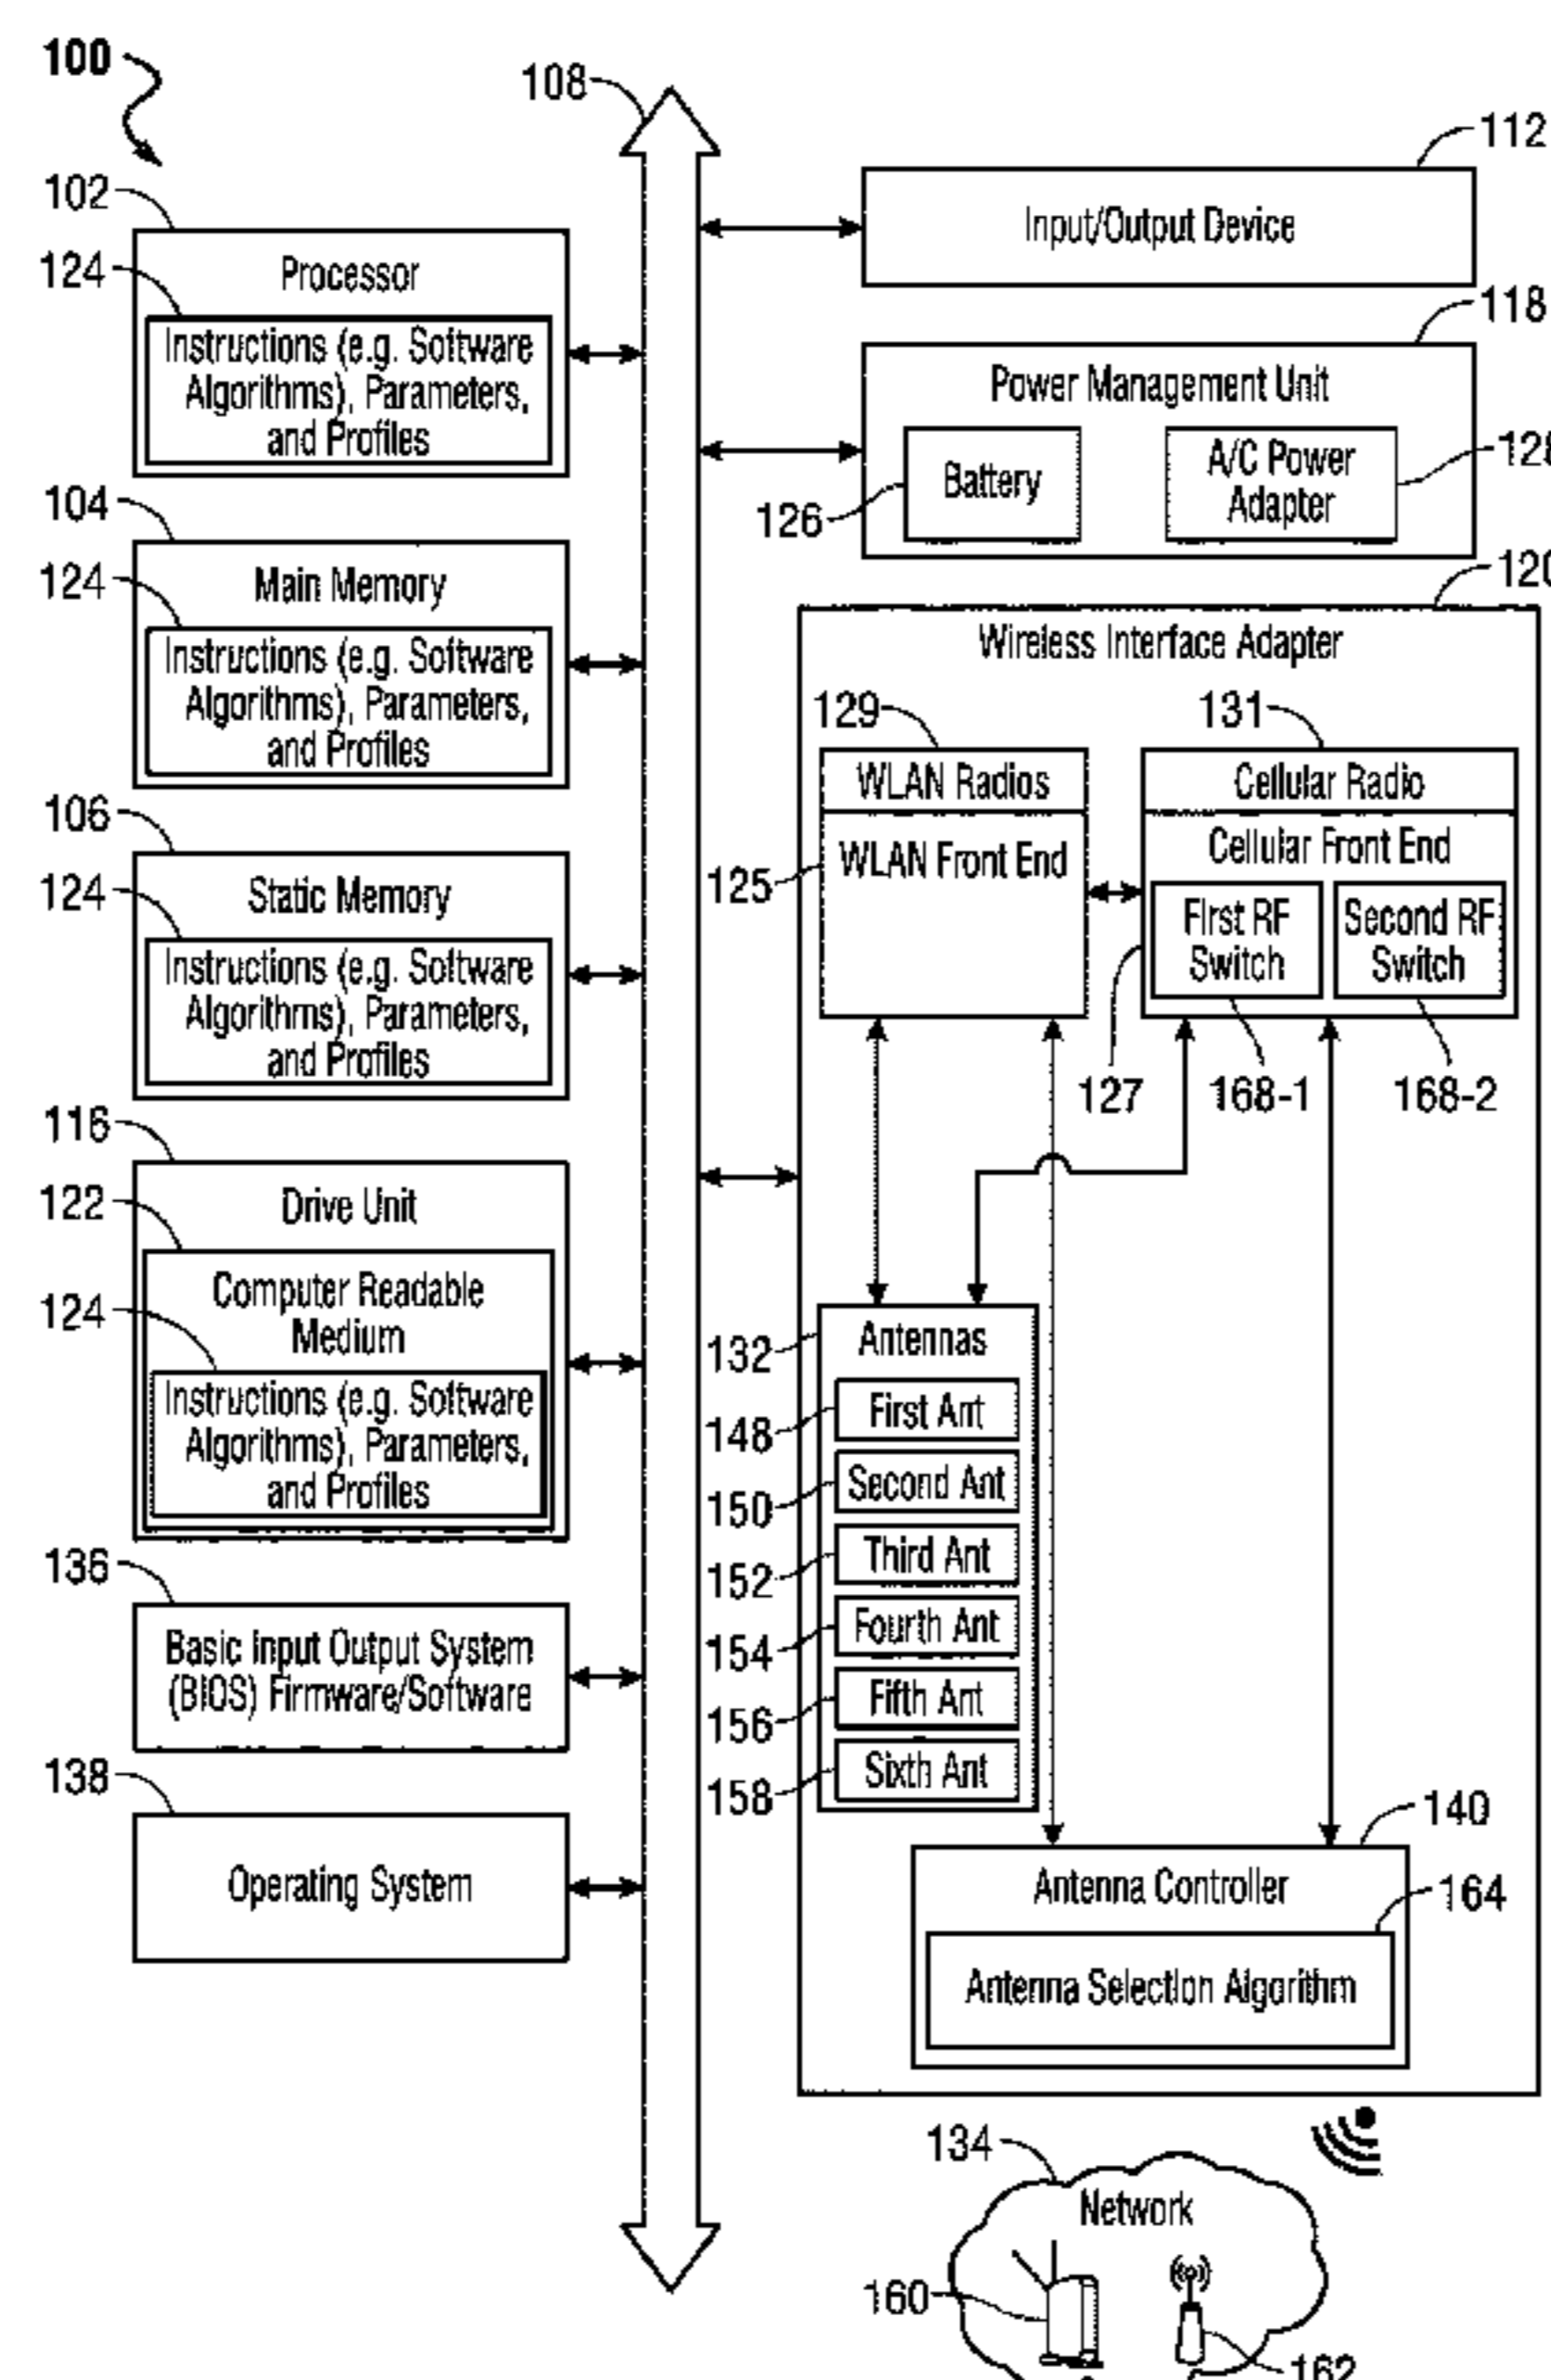 100
108
112
Input/Output Device
102
124
Processor
Instructions (e.g. Software
Algorithms), Parameters,
and Profiles
118
Power Management Unit
Battery
126
A/C Power
Adapter
104
124
Main Memory
Instructions (e.g. Software
Algorithms), Parameters,
and Profiles
120
Wireless Interface Adapter
129
WLAN Radios
125
WLAN Front End
131
Cellular Radio
Cellular Front End
First RF
Switch
Second RF
Switch
127
168-1
168-2
106
124
Static Memory
Instructions (e.g. Software
Algorithms), Parameters,
and Profiles
116
122
124
Drive Unit
Computer Readable
Medium
Instructions (e.g. Software
Algorithms), Parameters,
and Profiles
132
Antennas
148
First Ant
150
Second Ant
152
Third Ant
154
Fourth Ant
156
Fifth Ant
158
Sixth Ant
136
Basic Input Output System
(BIOS) Firmware/Software
138
Operating System
140
Antenna Controller
164
Antenna Selection Algorithm
134
Network
160
162